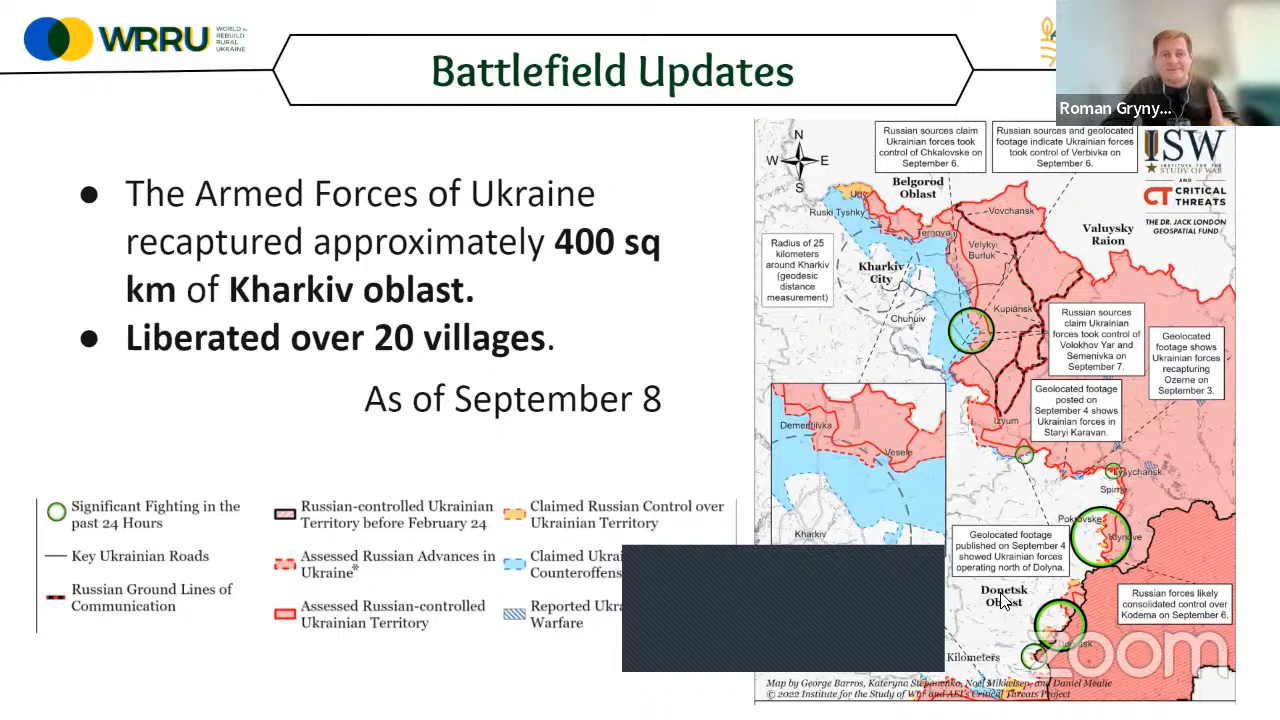 WRRU
WORLD to
REBUILD
RURAL
UKRAINE
Battlefield Updates
Roman Gryny...
● The Armed Forces of Ukraine
recaptured approximately 400 sq
km of Kharkiv oblast.
● Liberated over 20 villages.
As of September 8
Significant Fighting in the
past 24 Hours
Key Ukrainian Roads
Russian Ground Lines of
Communication
Russian-controlled Ukrainian
Territory before February 24
Assessed Russian Advances in
Ukraine*
Assessed Russian-controlled
Ukrainian Territory
Claimed Russian Control over
Ukrainian Territory
Claimed Ukra
Counteroffens
Reported Ukra
Warfare
N
W E
S
Russian sources claim
Ukrainian forces took
control of Chkalovske on
September 6.
Russian sources and geolocated
footage indicate Ukrainian forces
took control of Verbivka on
September 6.
ISW
INSTITUTE FOR THE
STUDY OF WAR
AND
CT CRITICAL
THREATS
THE DR. JACK LONDON
GEOSPATIAL FUND
Belgorod
Oblast
Ruski Tyshky
Ternova
Vovchansk
Velykyi
Burluk
Valuysky
Raion
Radius of 25
kilometers
around Kharkiv
(geodesic
distance
measurement)
Kharkiv
City
Chuhuiv
Kupiansk
Russian sources
claim Ukrainian
forces took control of
Volokhov Yar and
Semenivka on
September 7.
Geolocated
footage shows
Ukrainian forces
recapturing
Ozerne on
September 3.
Geolocated footage
posted on
September 4 shows
Ukrainian forces in
Staryi Karavan.
Izyum
Dementiivka
Vesele
Kharkiv
Lysychansk
Spirne
Pokrovske
Klynove
Geolocated footage
published on September 4
showed Ukrainian forces
operating north of Dolyna.
Donetsk
Oblast
Russian forces likely
consolidated control over
Kodema on September 6.
Donetsk
Kilometers
zoom
Map by George Barros, Kateryna Stepanenko, Noel Mikkelsen, and Daniel Mealie
© 2022 Institute for the Study of War and AEI's Critical Threats Project